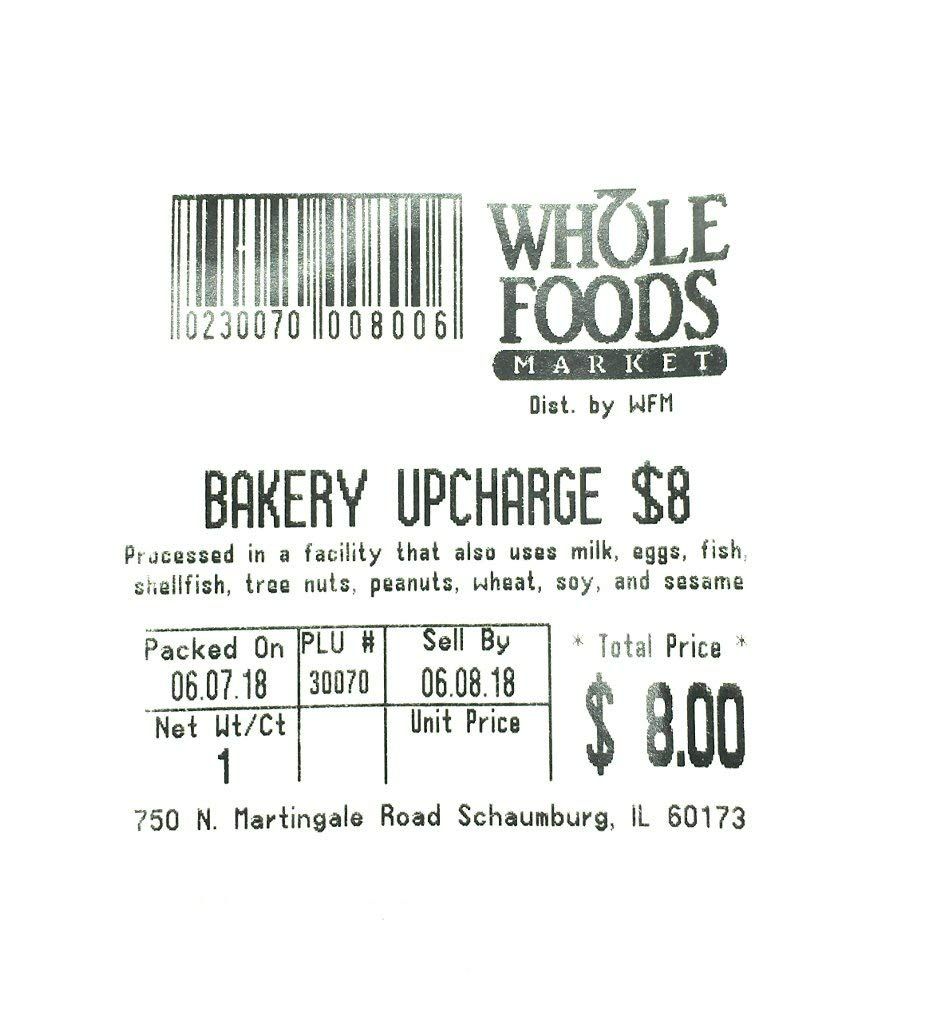 0230070 008006
WHOLE
FOODS
MARKET
Dist. by WFM
BAKERY UPCHARGE $8
Processed in a facility that also uses milk, eggs, fish,
shellfish, tree nuts, peanuts, wheat, soy, and sesame
Packed On PLU # Sell By * Total Price *
06.07.18 30070 06.08.18 $ 8.00
Net Wt/Ct Unit Price
1
750 N. Martingale Road Schaumburg, IL 60173